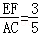 EF/AC = 3/5